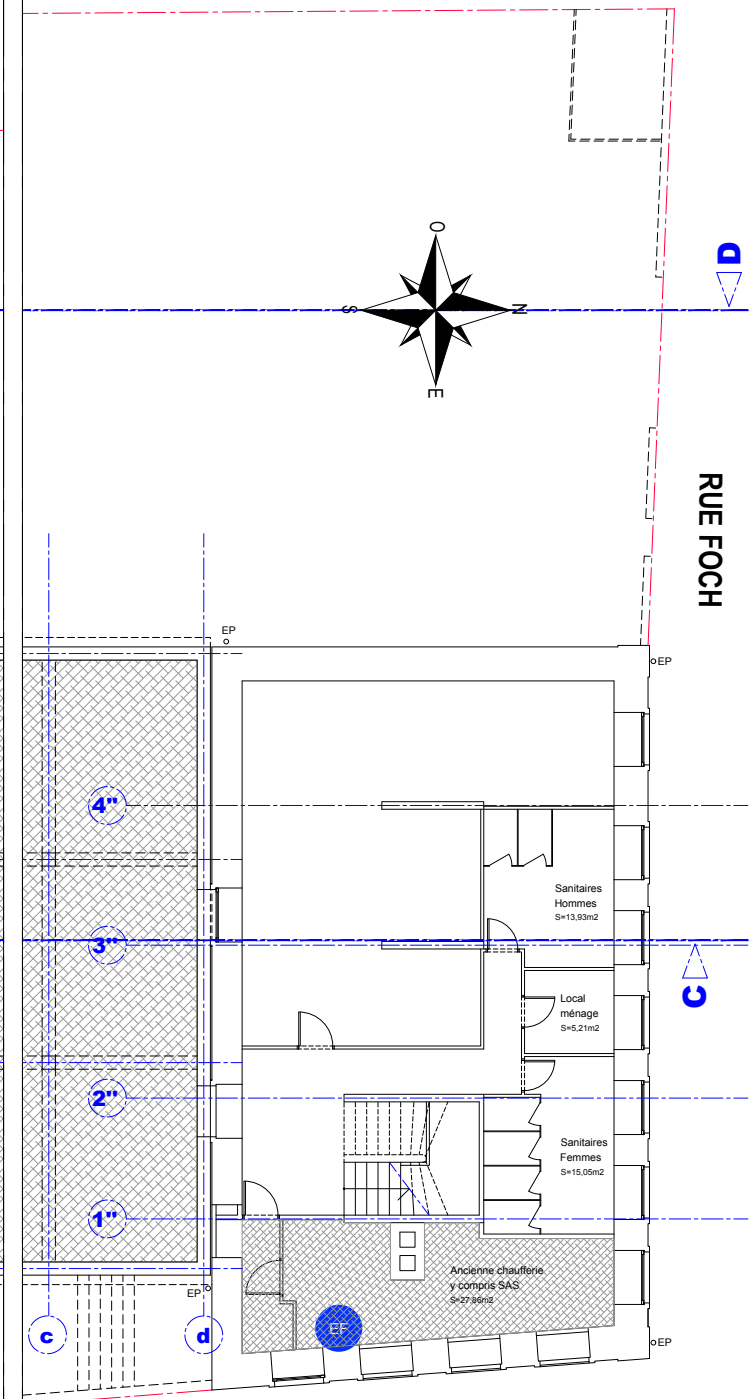 O
N
S
E
D
RUE FOCH
EP
EP
4"
Sanitaires
Hommes
S=13,93m2
3"
C
Local
ménage
S=5,21m2
2"
Sanitaires
Femmes
S=15,05m2
1"
Ancienne chaufferie
y compris SAS
S=27,86m2
EP
EF
c
d
EP